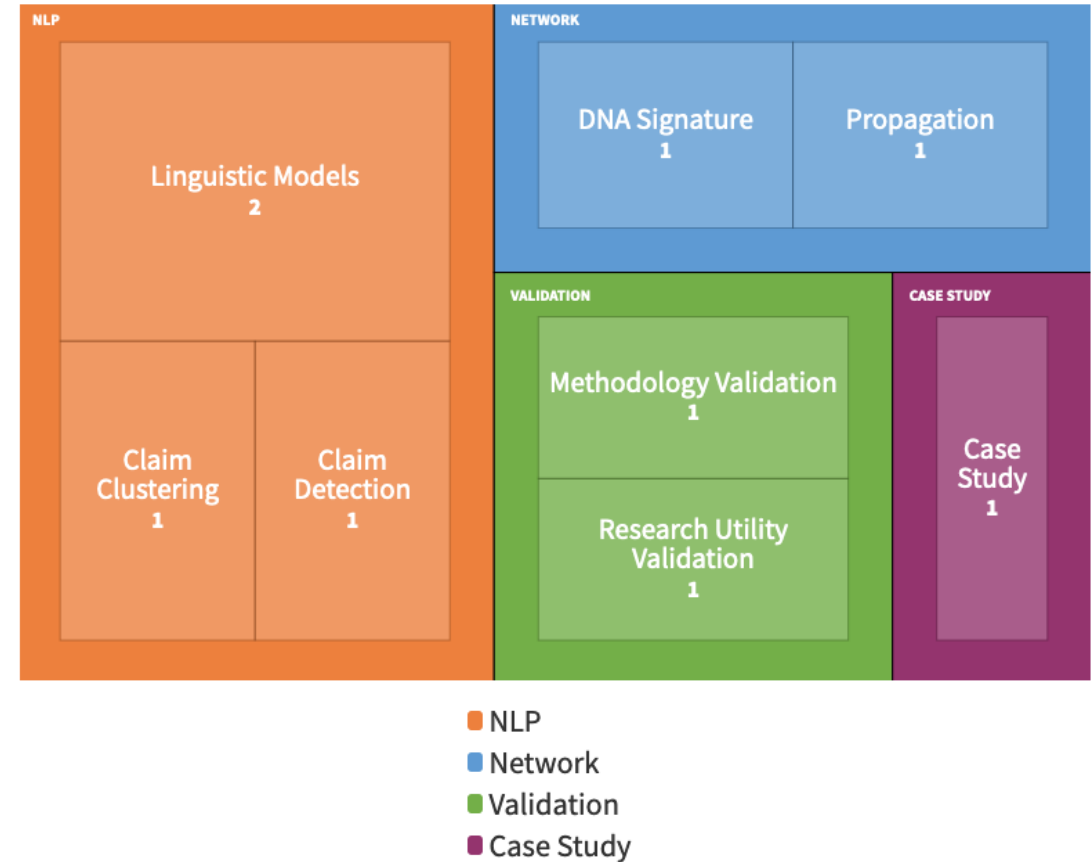 NLP
Linguistic Models
2
Claim
Clustering
1
Claim
Detection
1
NETWORK
DNA Signature
1
Propagation
1
VALIDATION
Methodology Validation
1
Research Utility
Validation
1
CASE STUDY
Case
Study
1
NLP
Network
Validation
Case Study